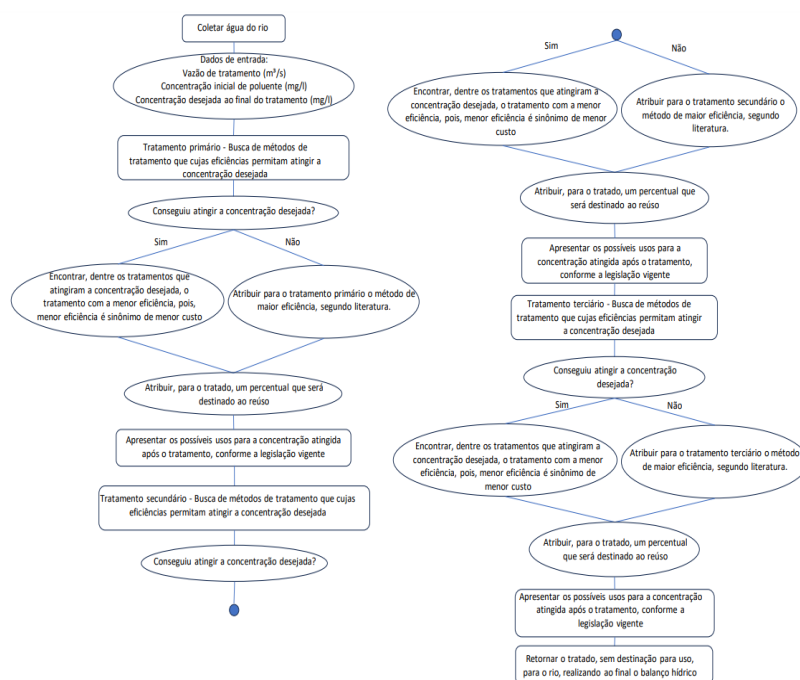 Coletar água do rio
Dados de entrada:
Vazão de tratamento (m³/s)
Concentração inicial de poluente (mg/l)
Concentração desejada ao final do tratamento (mg/l)
Tratamento primário - Busca de métodos de
tratamento que cujas eficiências permitam atingir a
concentração desejada
Conseguiu atingir a concentração desejada?
Sim
Não
Encontrar, dentre os tratamentos que
atingiram a concentração desejada, o
tratamento com a menor eficiência, pois,
menor eficiência é sinônimo de menor custo
Atribuir para o tratamento primário o método de
maior eficiência, segundo literatura.
Atribuir, para o tratado, um percentual que será
destinado ao reúso
Apresentar os possíveis usos para a concentração atingida
após o tratamento, conforme a legislação vigente
Tratamento secundário - Busca de métodos de tratamento que cujas
eficiências permitam atingir a concentração desejada
Conseguiu atingir a concentração desejada?
Sim
Não
Encontrar, dentre os tratamentos que atingiram a
concentração desejada, o tratamento com a menor
eficiência, pois, menor eficiência é sinônimo de menor
custo
Atribuir para o tratamento secundário o
método de maior eficiência, segundo
literatura.
Atribuir, para o tratado, um percentual que
será destinado ao reúso
Apresentar os possíveis usos para a
concentração atingida após o tratamento,
conforme a legislação vigente
Tratamento terciário - Busca de métodos de
tratamento que cujas eficiências permitam atingir
a concentração desejada
Conseguiu atingir a concentração
desejada?
Sim
Não
Encontrar, dentre os tratamentos que atingiram a
concentração desejada, o tratamento com a menor
eficiência, pois, menor eficiência é sinônimo de
menor custo
Atribuir para o tratamento terciário o método
de maior eficiência, segundo literatura.
Atribuir, para o tratado, um percentual
que será destinado ao reúso
Apresentar os possíveis usos para a concentração
atingida após o tratamento, conforme a
legislação vigente
Retornar o tratado, sem destinação para uso,
para o rio, realizando ao final o balanço hídrico